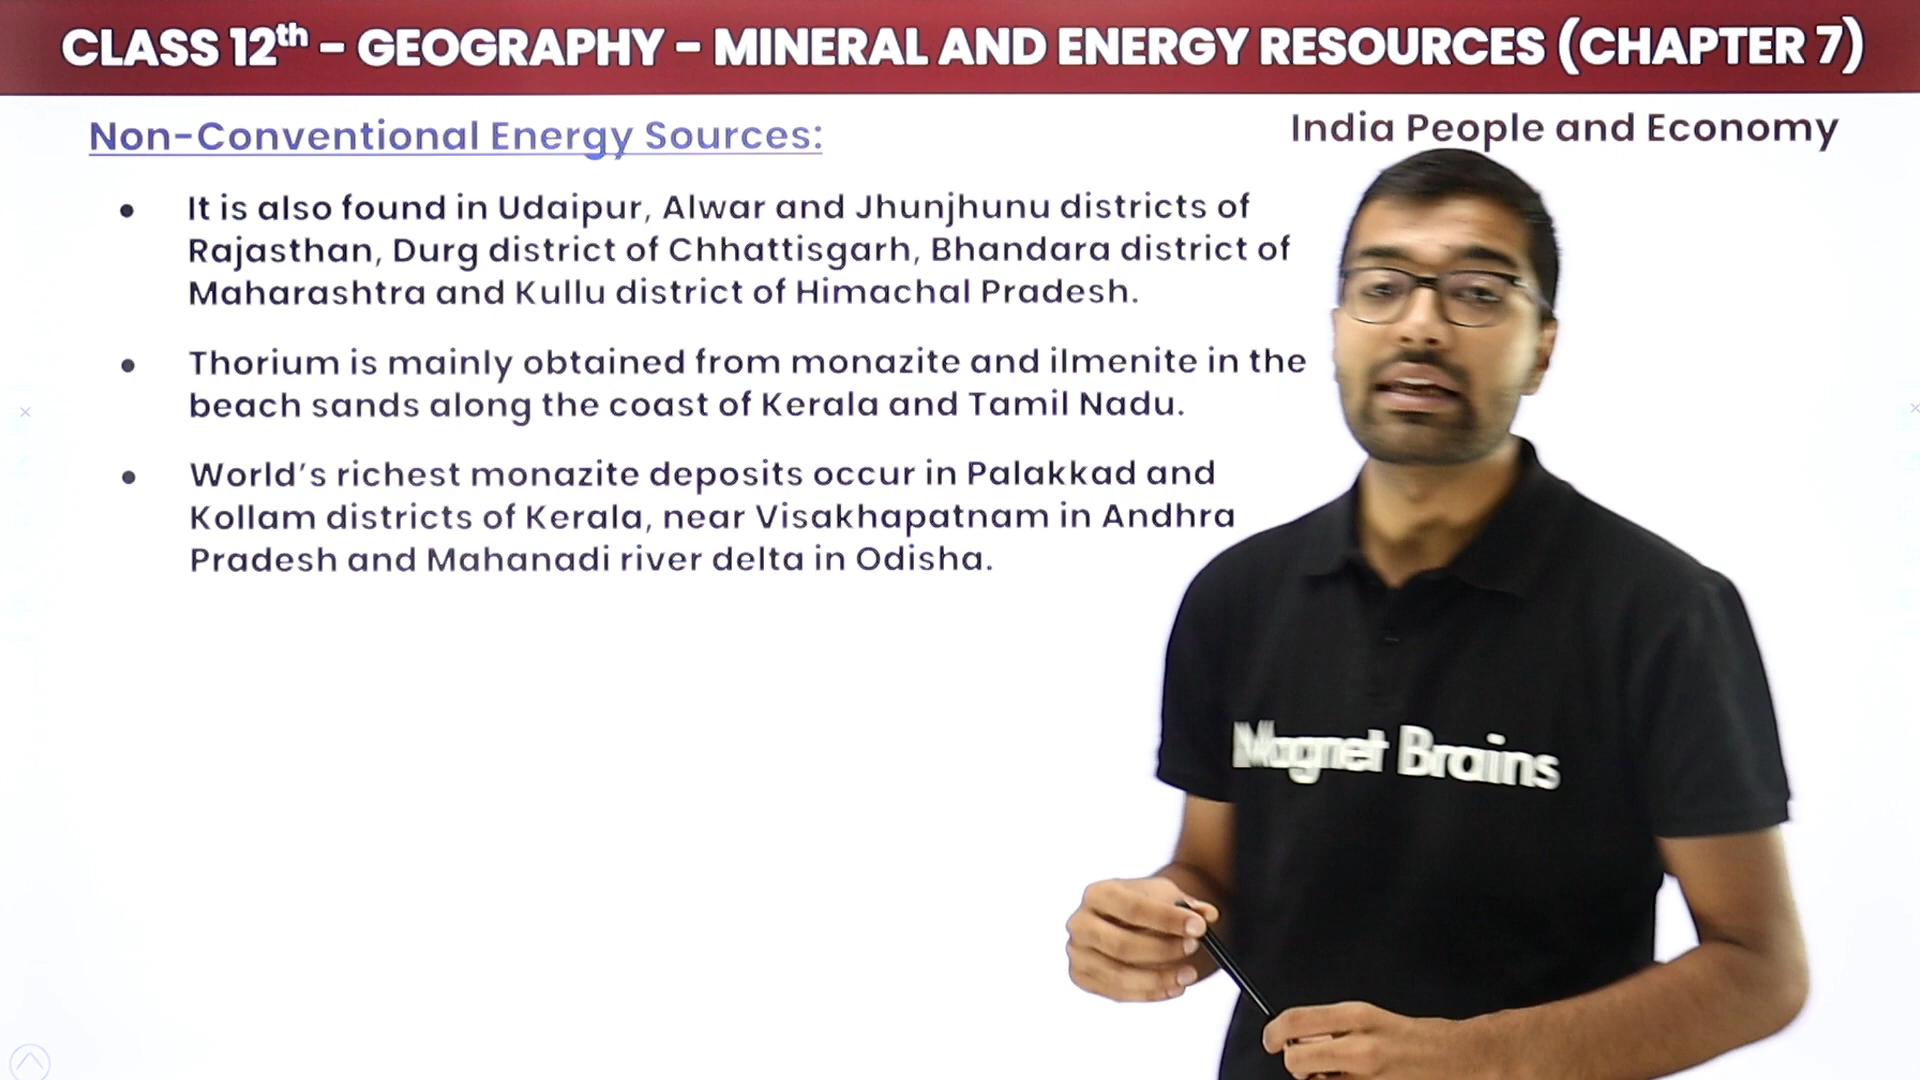 CLASS 12th – GEOGRAPHY – MINERAL AND ENERGY RESOURCES (CHAPTER 7)
Non-Conventional Energy Sources:
India People and Economy
• It is also found in Udaipur, Alwar and Jhunjhunu districts of
Rajasthan, Durg district of Chhattisgarh, Bhandara district of
Maharashtra and Kullu district of Himachal Pradesh.
• Thorium is mainly obtained from monazite and ilmenite in the
beach sands along the coast of Kerala and Tamil Nadu.
• World’s richest monazite deposits occur in Palakkad and
Kollam districts of Kerala, near Visakhapatnam in Andhra
Pradesh and Mahanadi river delta in Odisha.
Magnet Brains